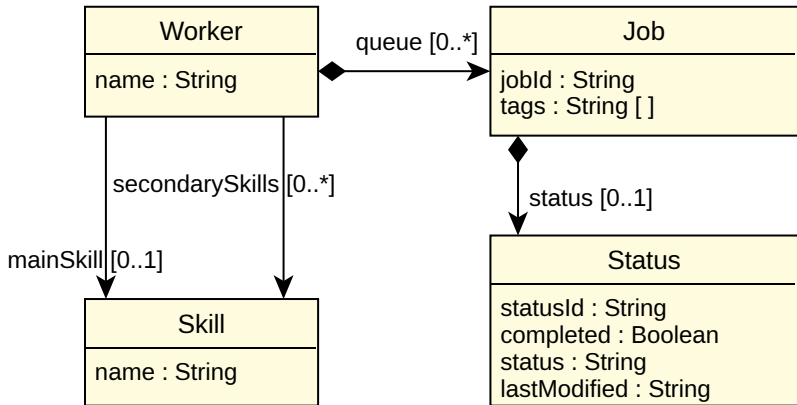 Worker
name : String
queue [0..*]
Job
jobId : String
tags : String [ ]
secondarySkills [0..*]
mainSkill [0..1]
status [0..1]
Skill
name : String
Status
statusId : String
completed : Boolean
status : String
lastModified : String